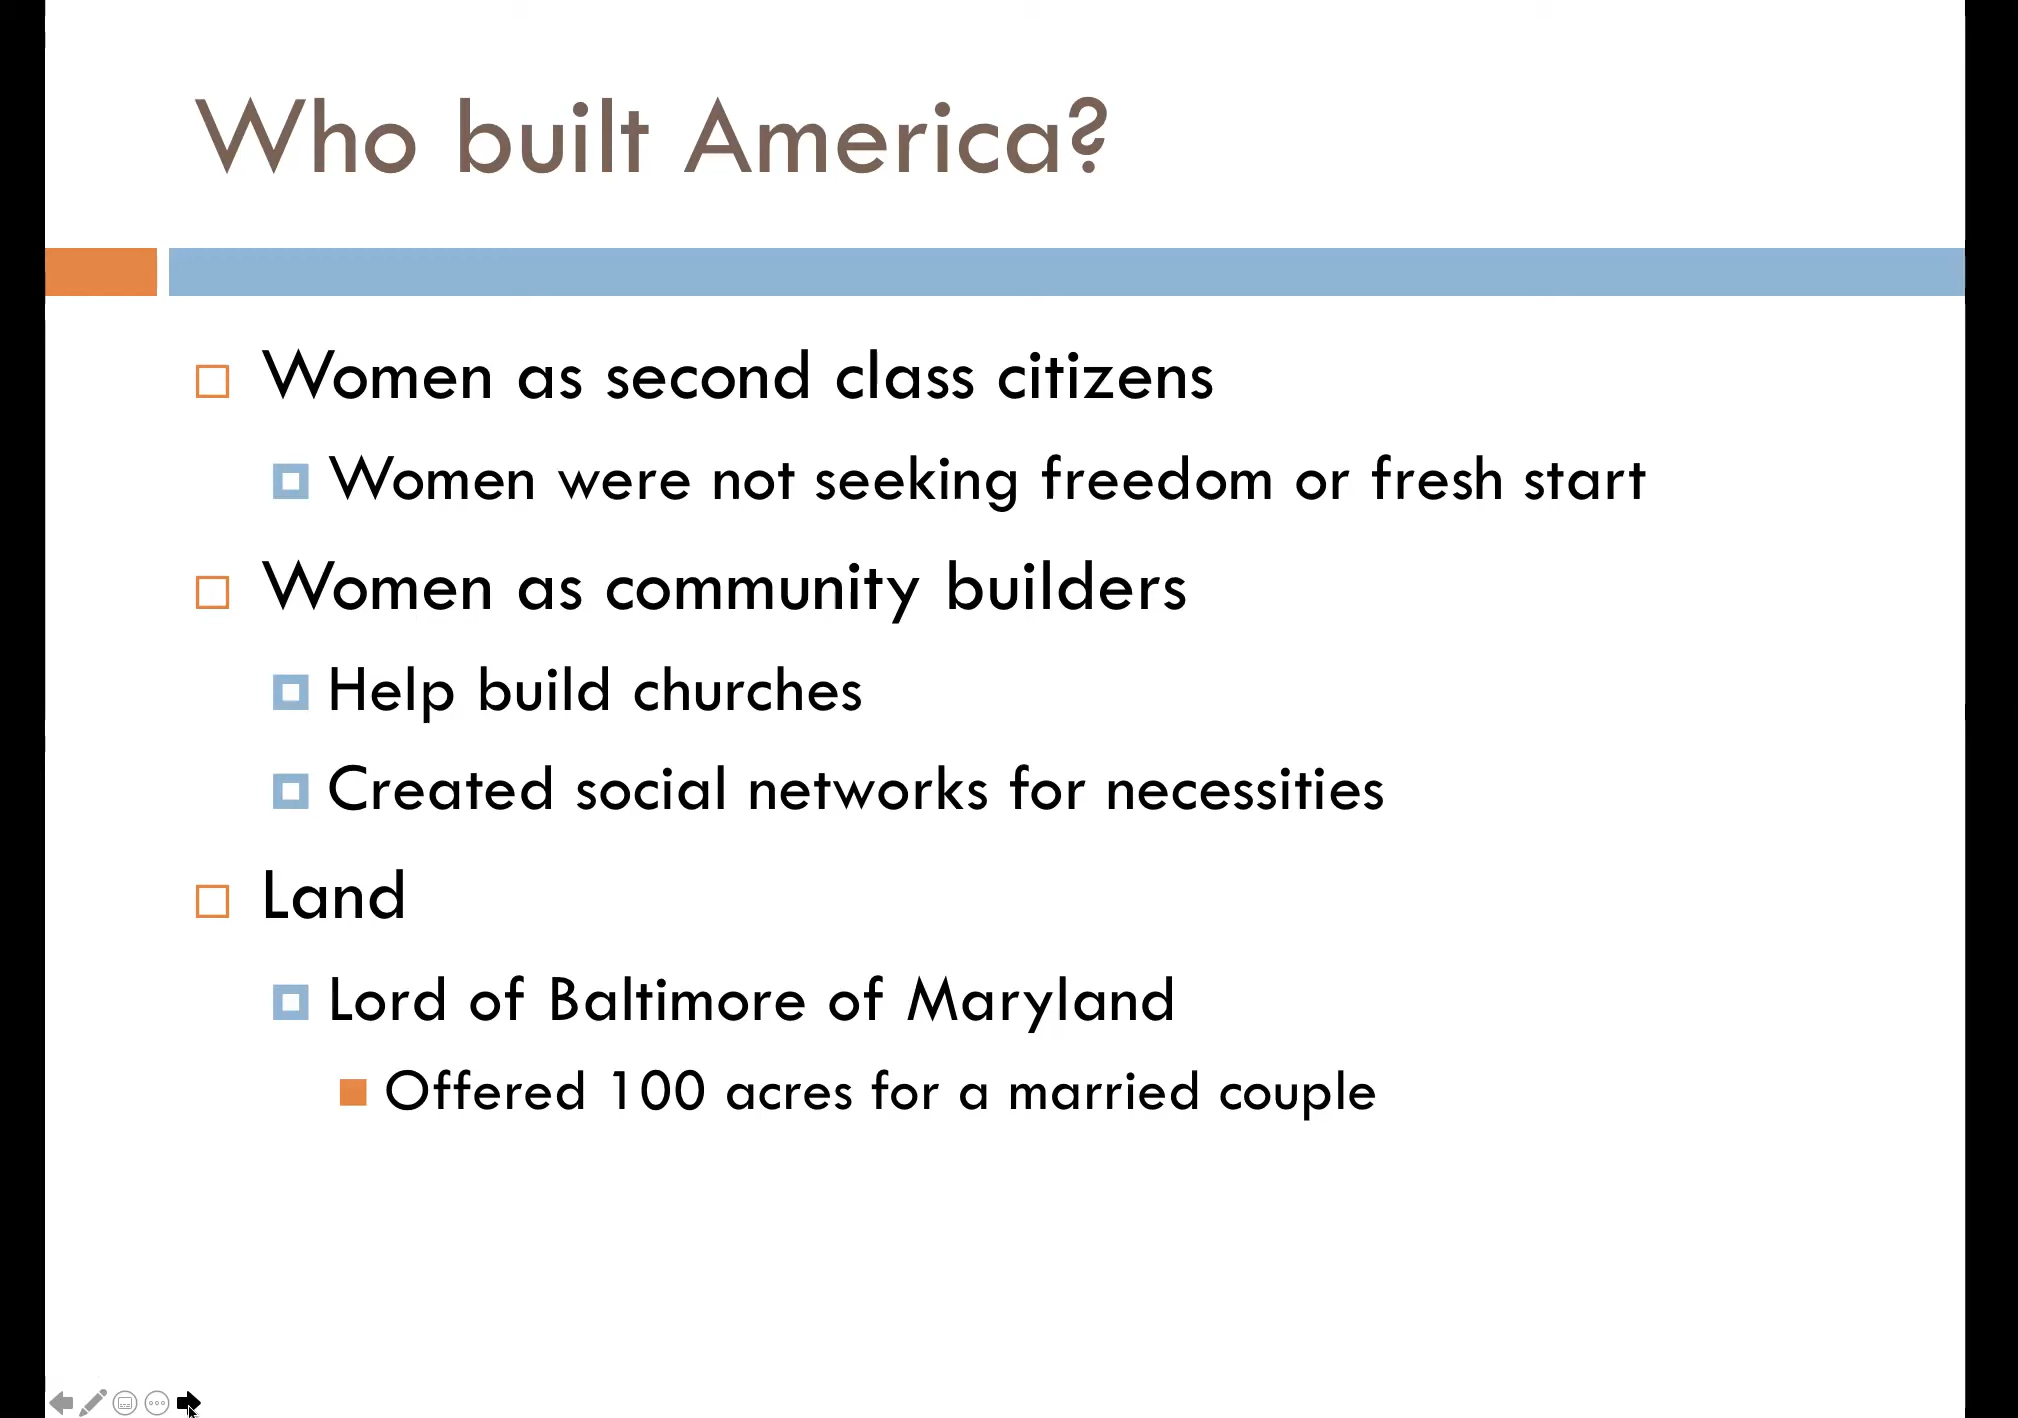 Who built America?
Women as second class citizens
Women were not seeking freedom or fresh start
Women as community builders
Help build churches
Created social networks for necessities
Land
Lord of Baltimore of Maryland
Offered 100 acres for a married couple